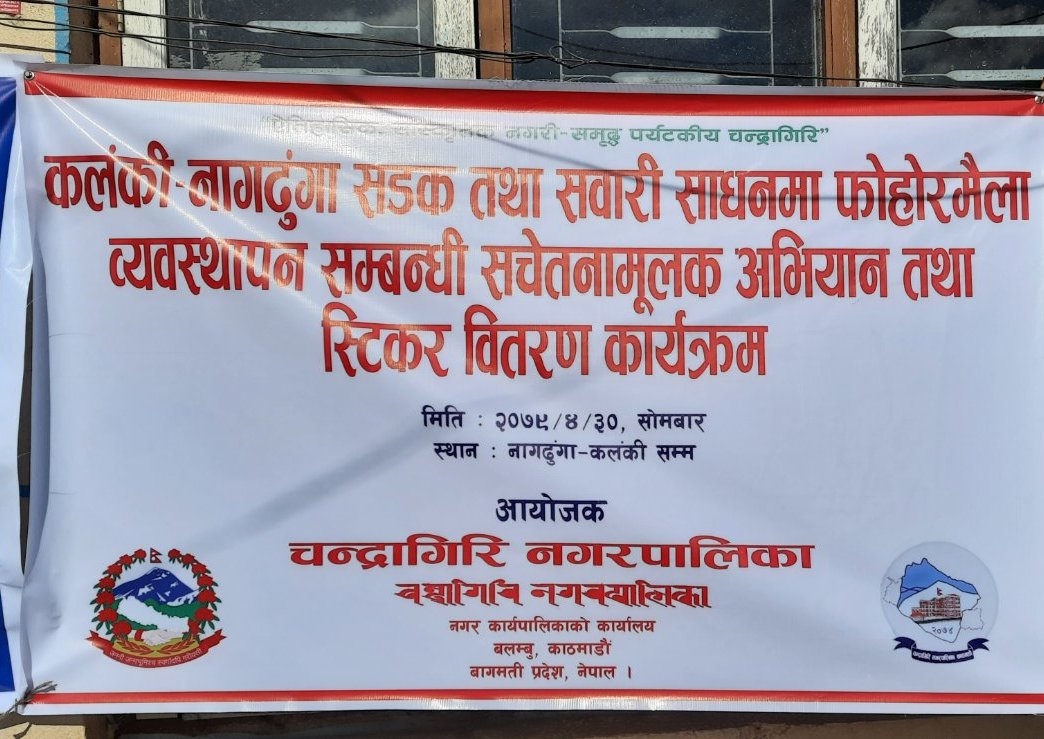 "ऐतिहासिक, सांस्कृतिक नगरी-समृद्ध पर्यटकीय चन्द्रागिरि"
कलंकी-नागढुंगा सडक तथा सवारी साधनमा फोहोरमैला
व्यवस्थापन सम्बन्धी सचेतनामूलक अभियान तथा
स्टिकर वितरण कार्यक्रम
मिति : २०७९/४/३०, सोमबार
स्थान : नागढुंगा-कलंकी सम्म
आयोजक
चन्द्रागिरि नगरपालिका
नगर कार्यपालिकाको कार्यालय
बलम्बु, काठमाडौं
बागमती प्रदेश, नेपाल ।
२०७४